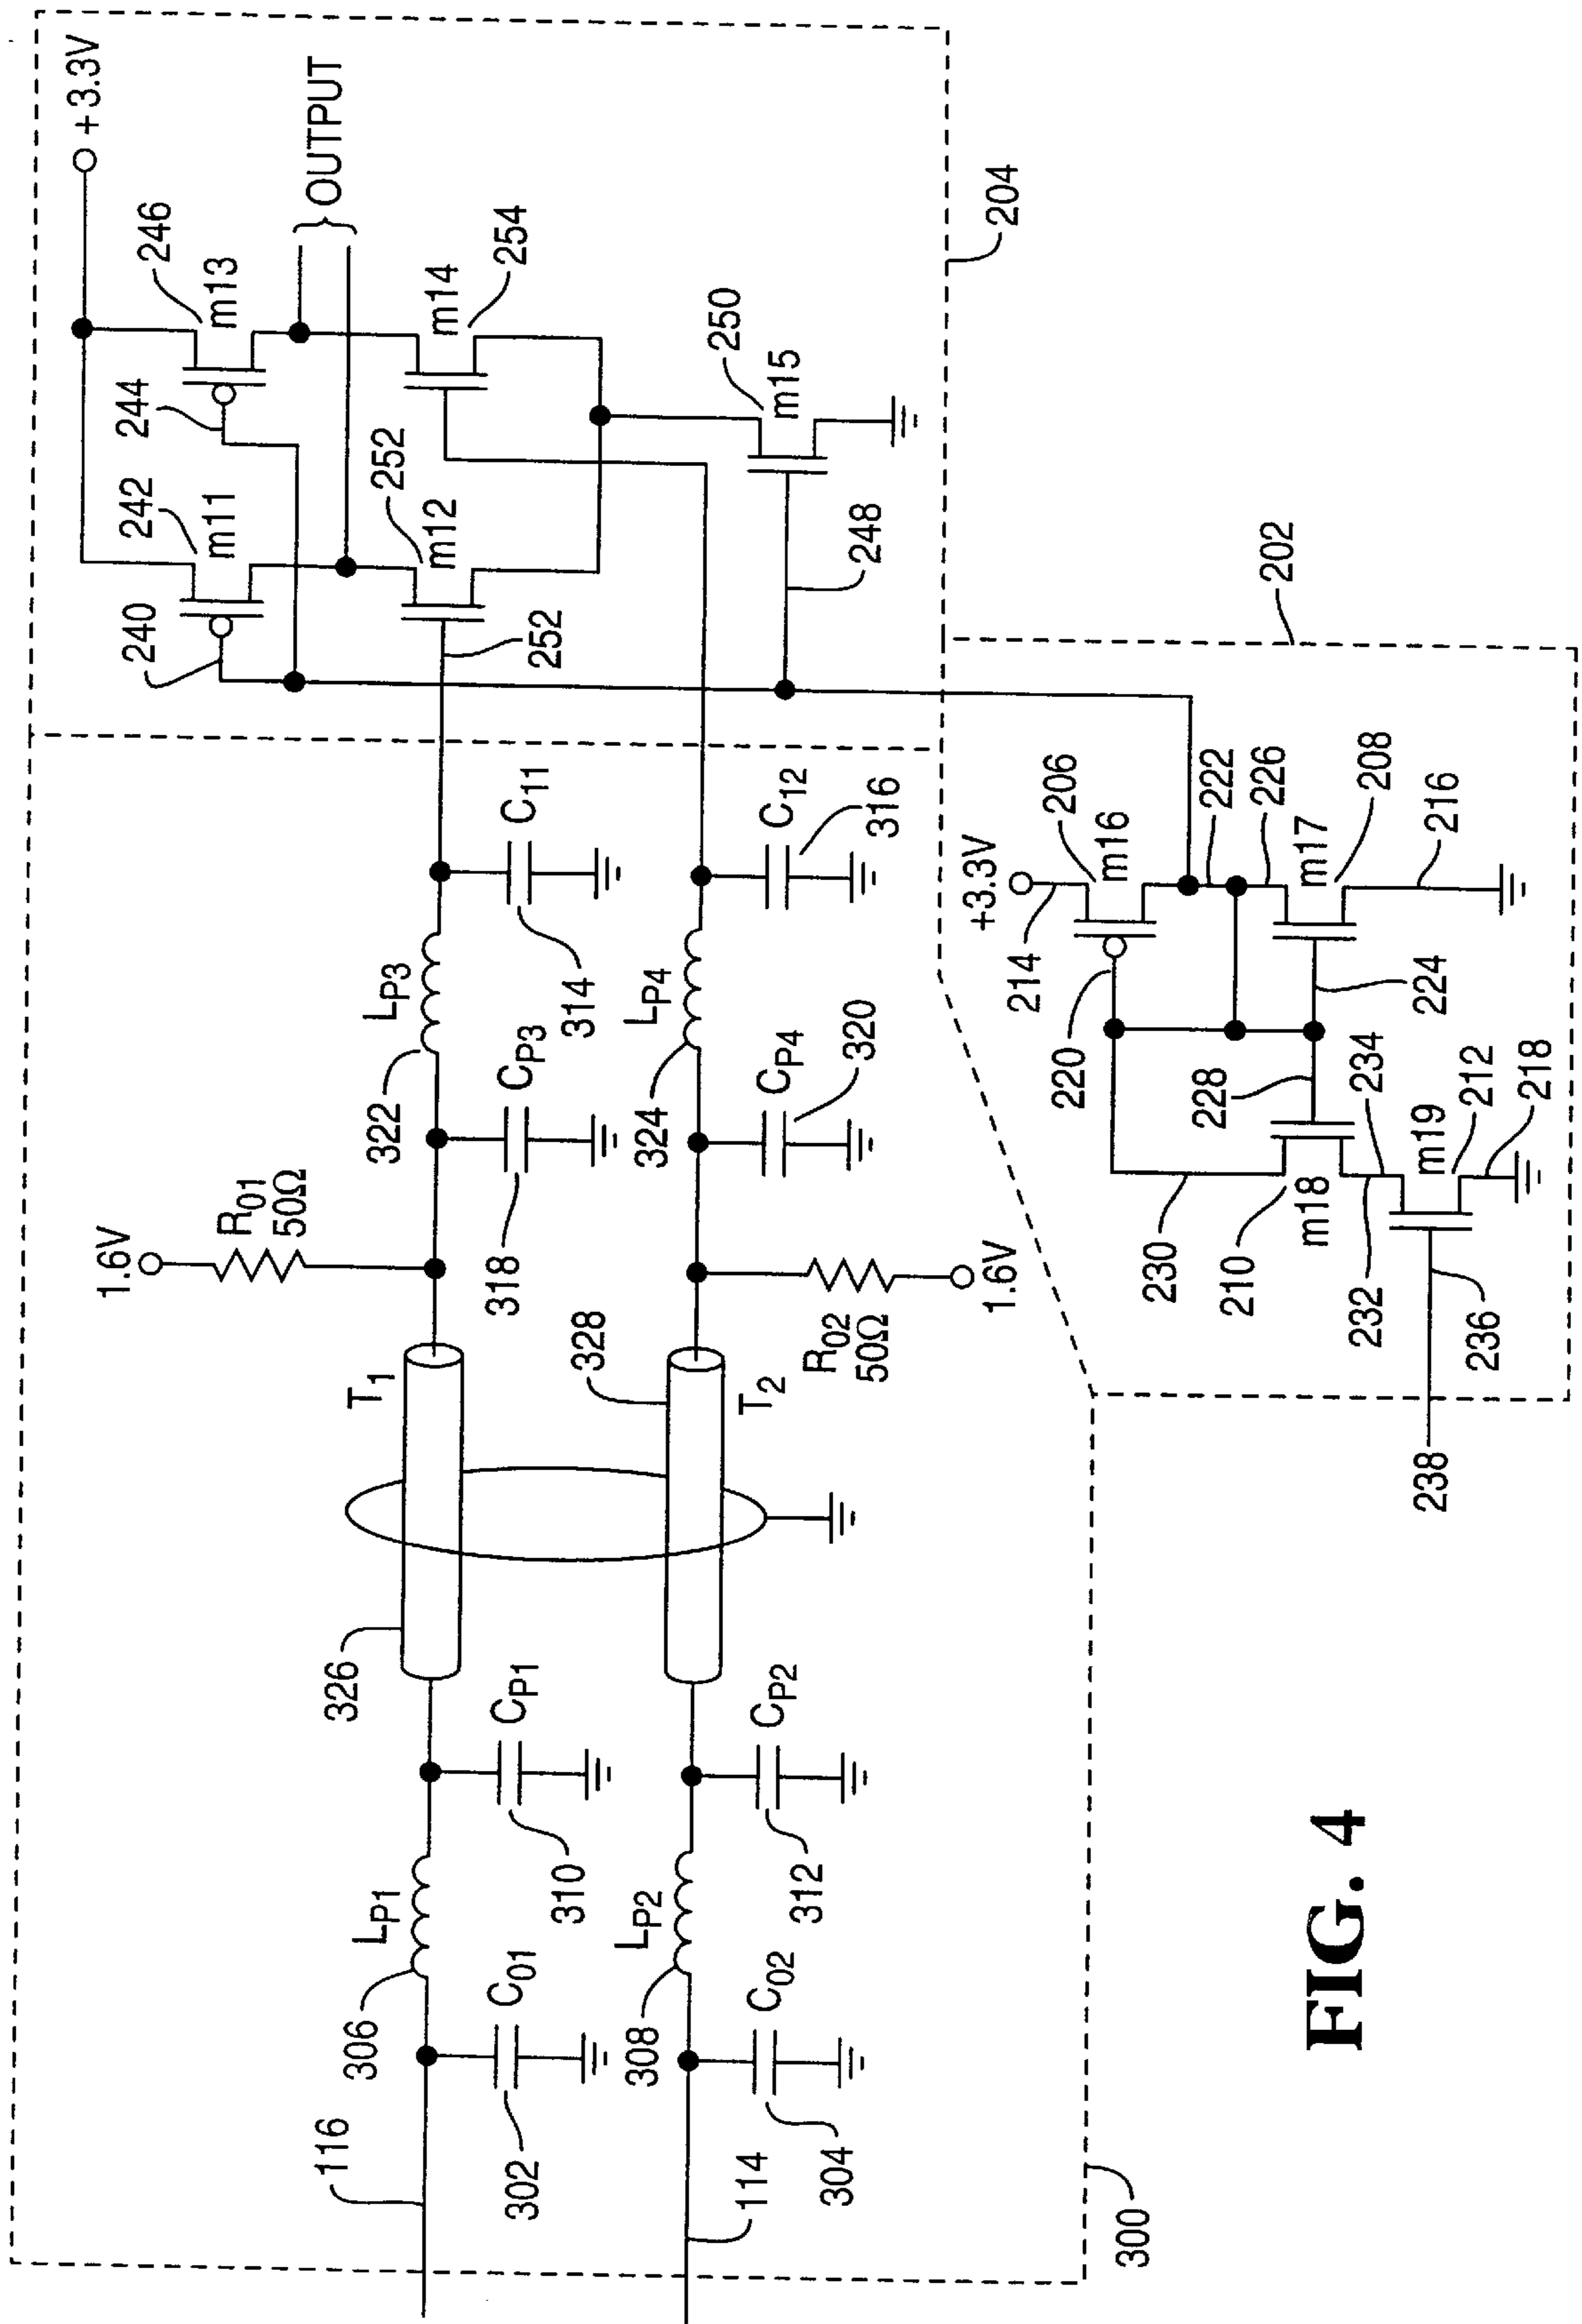 +3.3V
246
m13
OUTPUT
244
242
m11
240
254
m14
252
m12
252
250
m15
248
204
1.6V
R01
50Ω
LP3
322
CP3
318
C11
314
LP4
324
CP4
320
C12
316
T1
326
328
T2
R02
50Ω
1.6V
LP1
306
C01
302
CP1
310
LP2
308
C02
304
CP2
312
116
114
300
202
+3.3V
214
206
m16
220
222
226
m17
208
224
216
228
230
210
m18
234
232
m19
212
218
236
238
FIG. 4